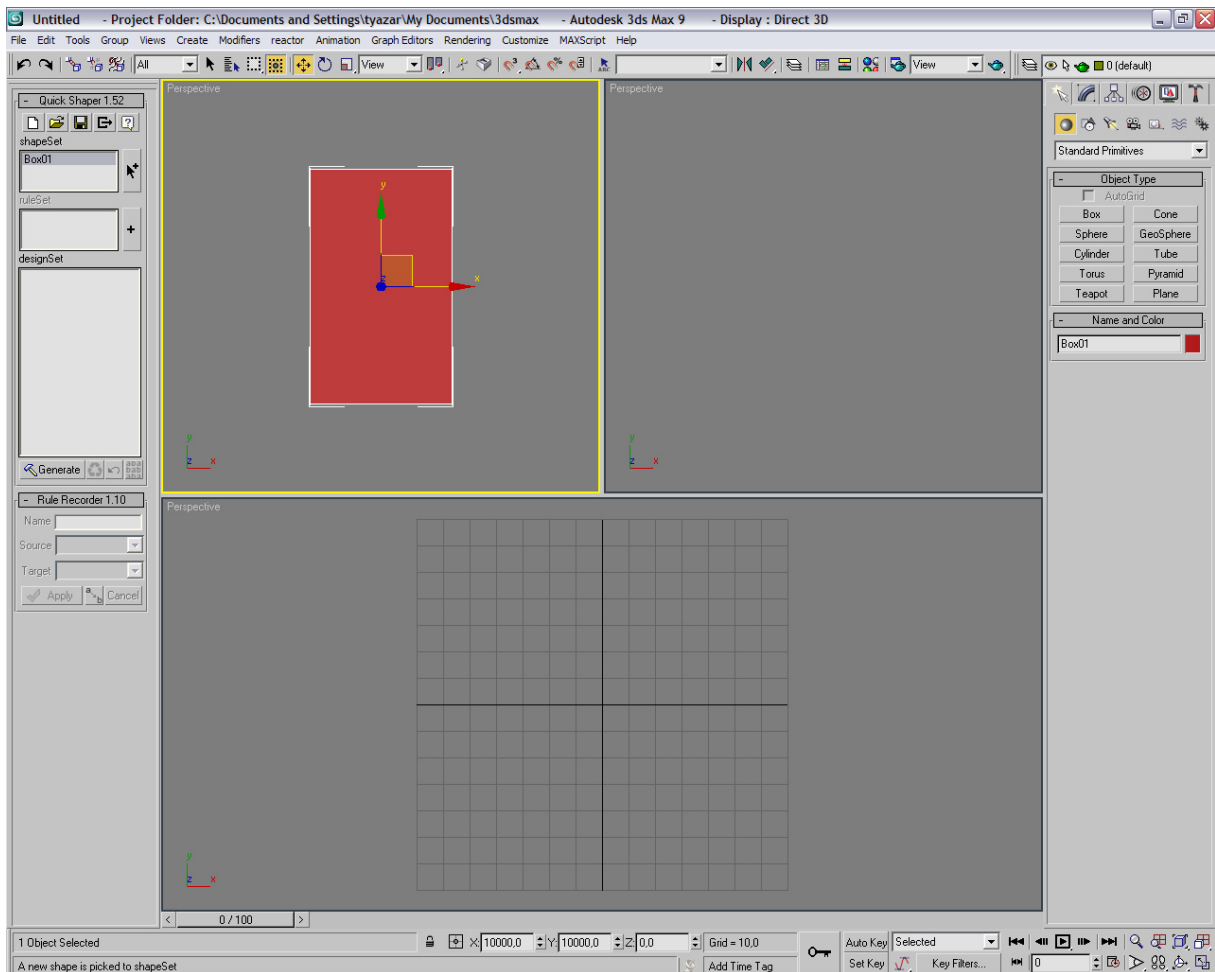 Untitled - Project Folder: C:\Documents and Settings\tyazar\My Documents\3dsmax - Autodesk 3ds Max 9 - Display : Direct 3D
File Edit Tools Group Views Create Modifiers reactor Animation Graph Editors Rendering Customize MAXScript Help
All View ABC View 0 (default)
Quick Shaper 1.52
shapeSet
Box01
ruleSet
designSet
Generate
Rule Recorder 1.10
Name
Source
Target
Apply a b Cancel
Perspective
y
x
z
y
z x
Perspective
y
z x
Perspective
y
z x
Standard Primitives
Object Type
AutoGrid
Box Cone
Sphere GeoSphere
Cylinder Tube
Torus Pyramid
Teapot Plane
Name and Color
Box01
< 0 / 100 >
1 Object Selected X: 10000,0 Y: 10000,0 Z: 0,0 Grid = 10,0 Auto Key Selected
A new shape is picked to shapeSet Add Time Tag Set Key Key Filters... 0